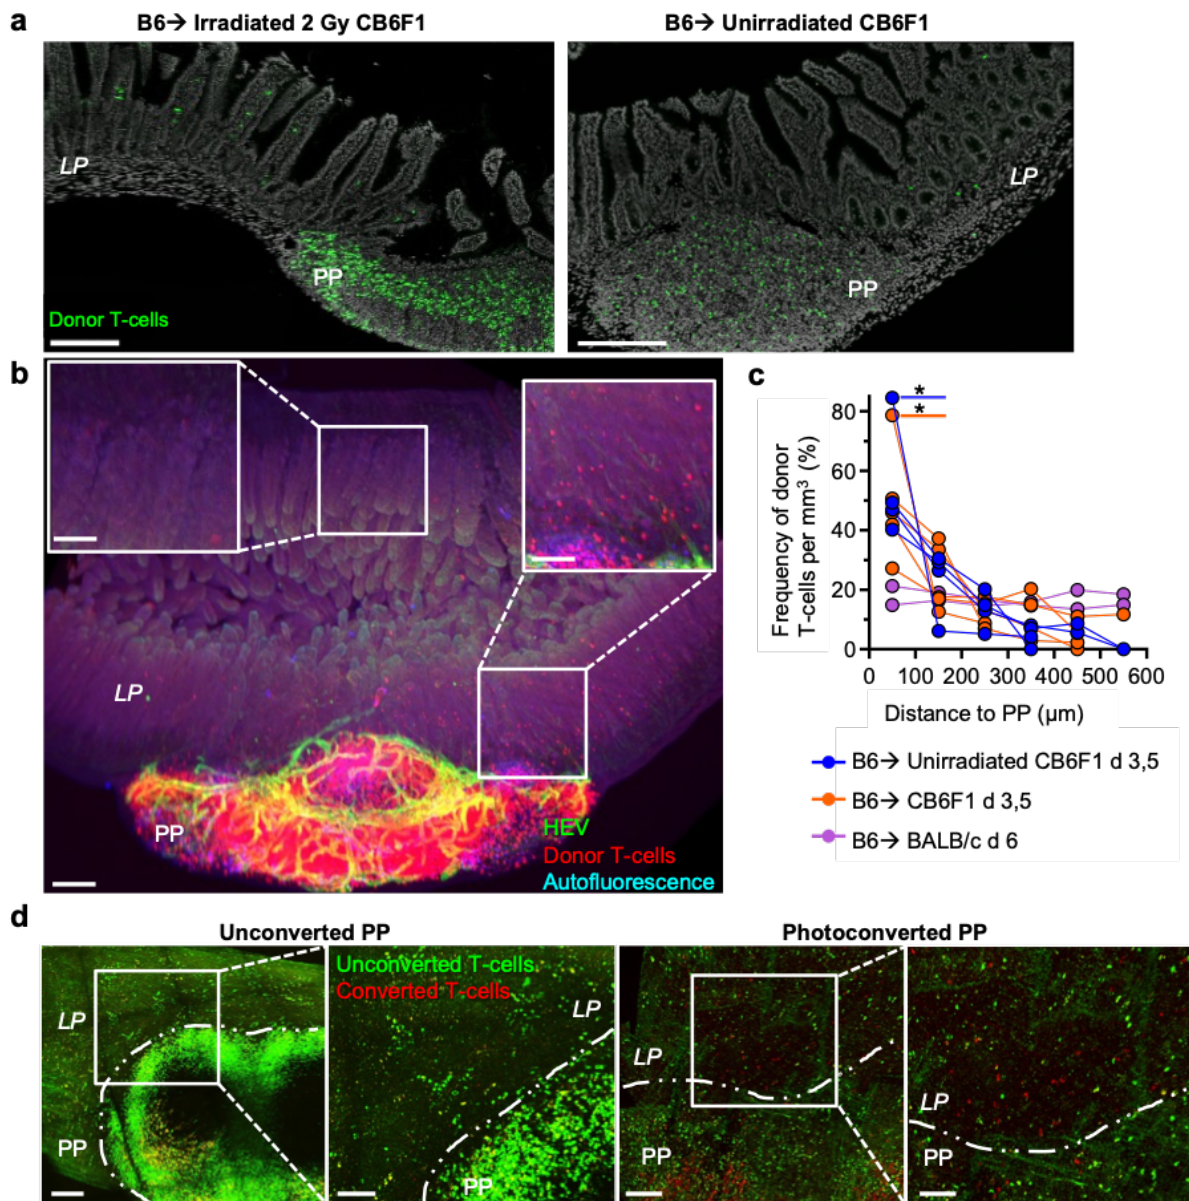 a
B6→ Irradiated 2 Gy CB6F1
B6→ Unirradiated CB6F1
LP
PP
Donor T-cells
LP
PP
b
LP
PP
HEV
Donor T-cells
Autofluorescence
c
*
*
Frequency of donor
T-cells per mm³ (%)
80
60
40
20
0
0 100 200 300 400 500 600
Distance to PP (µm)
B6→ Unirradiated CB6F1 d 3,5
B6→ CB6F1 d 3,5
B6→ BALB/c d 6
d
Unconverted PP
Photoconverted PP
LP
PP
Unconverted T-cells
Converted T-cells
LP
PP
LP
PP
LP
PP